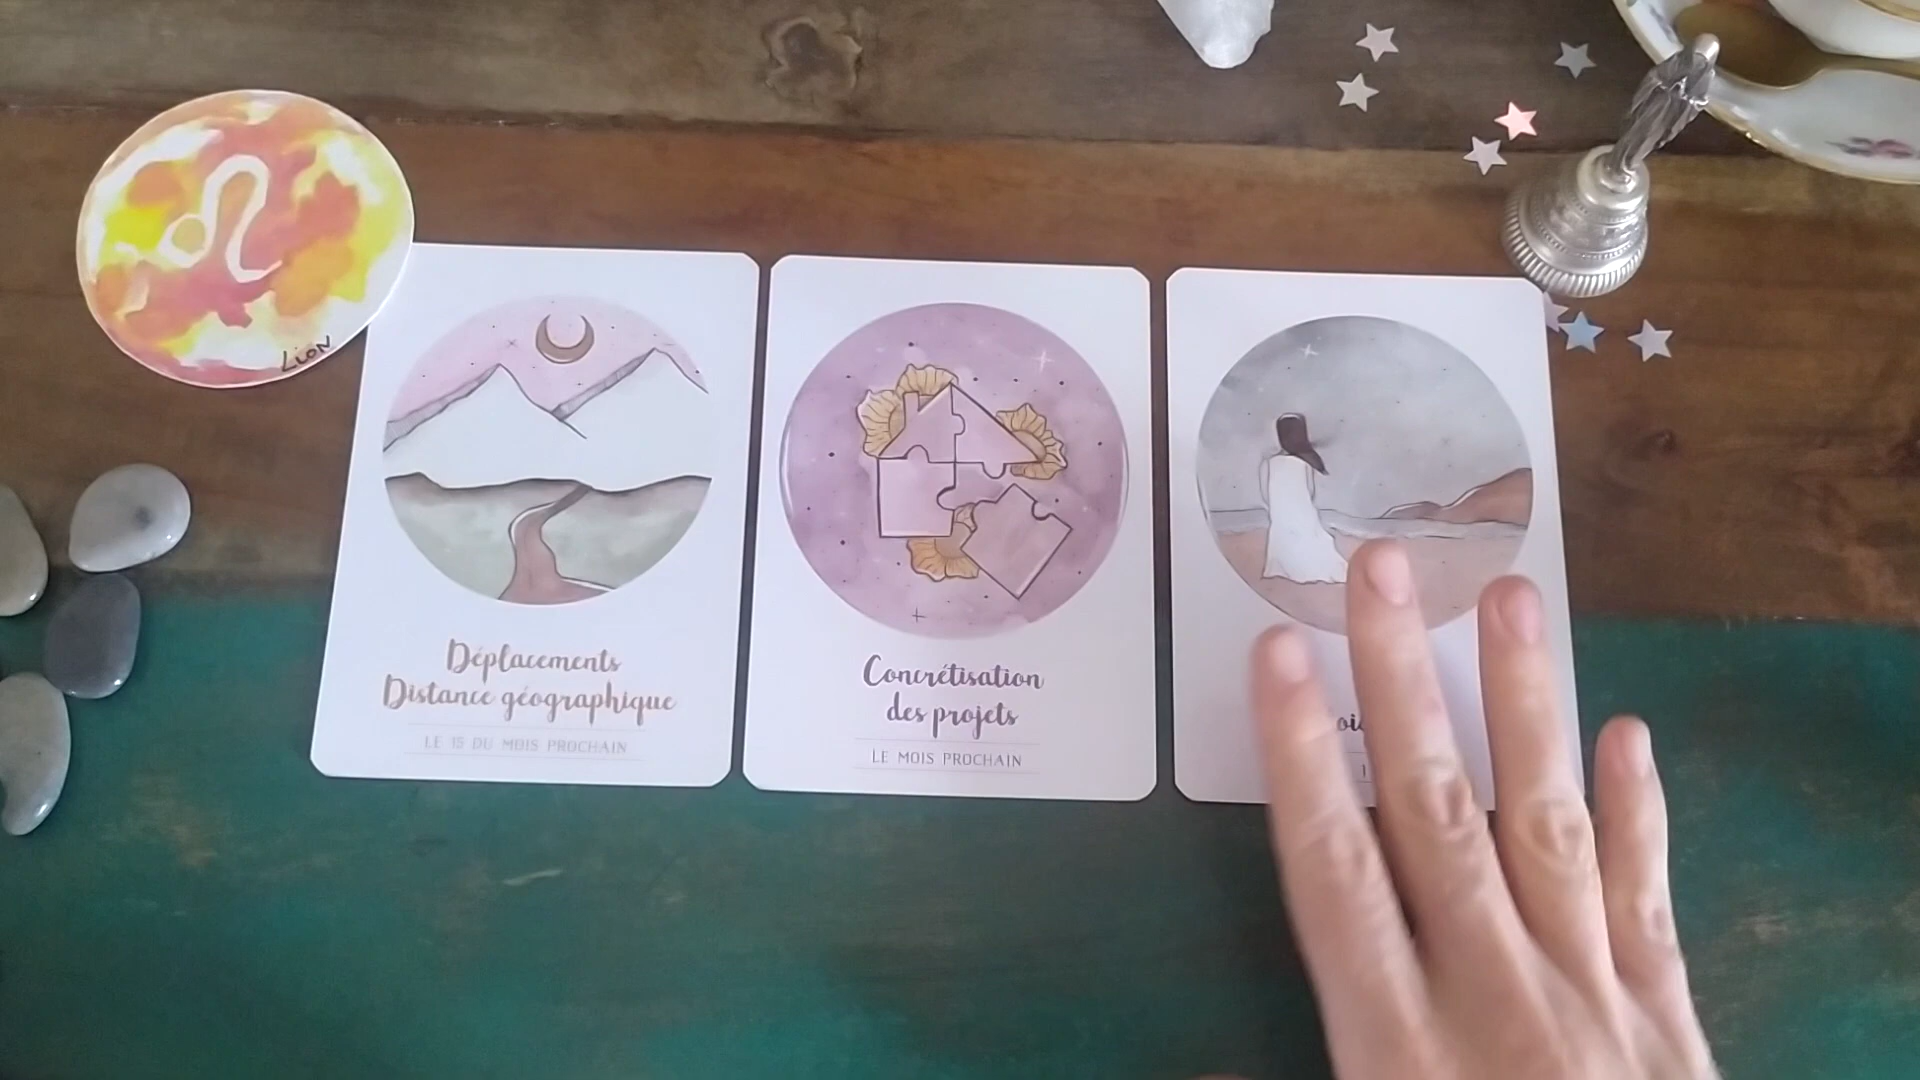 Lion
Déplacements
Distance géographique
LE 15 DU MOIS PROCHAIN
Concrétisation
des projets
LE MOIS PROCHAIN